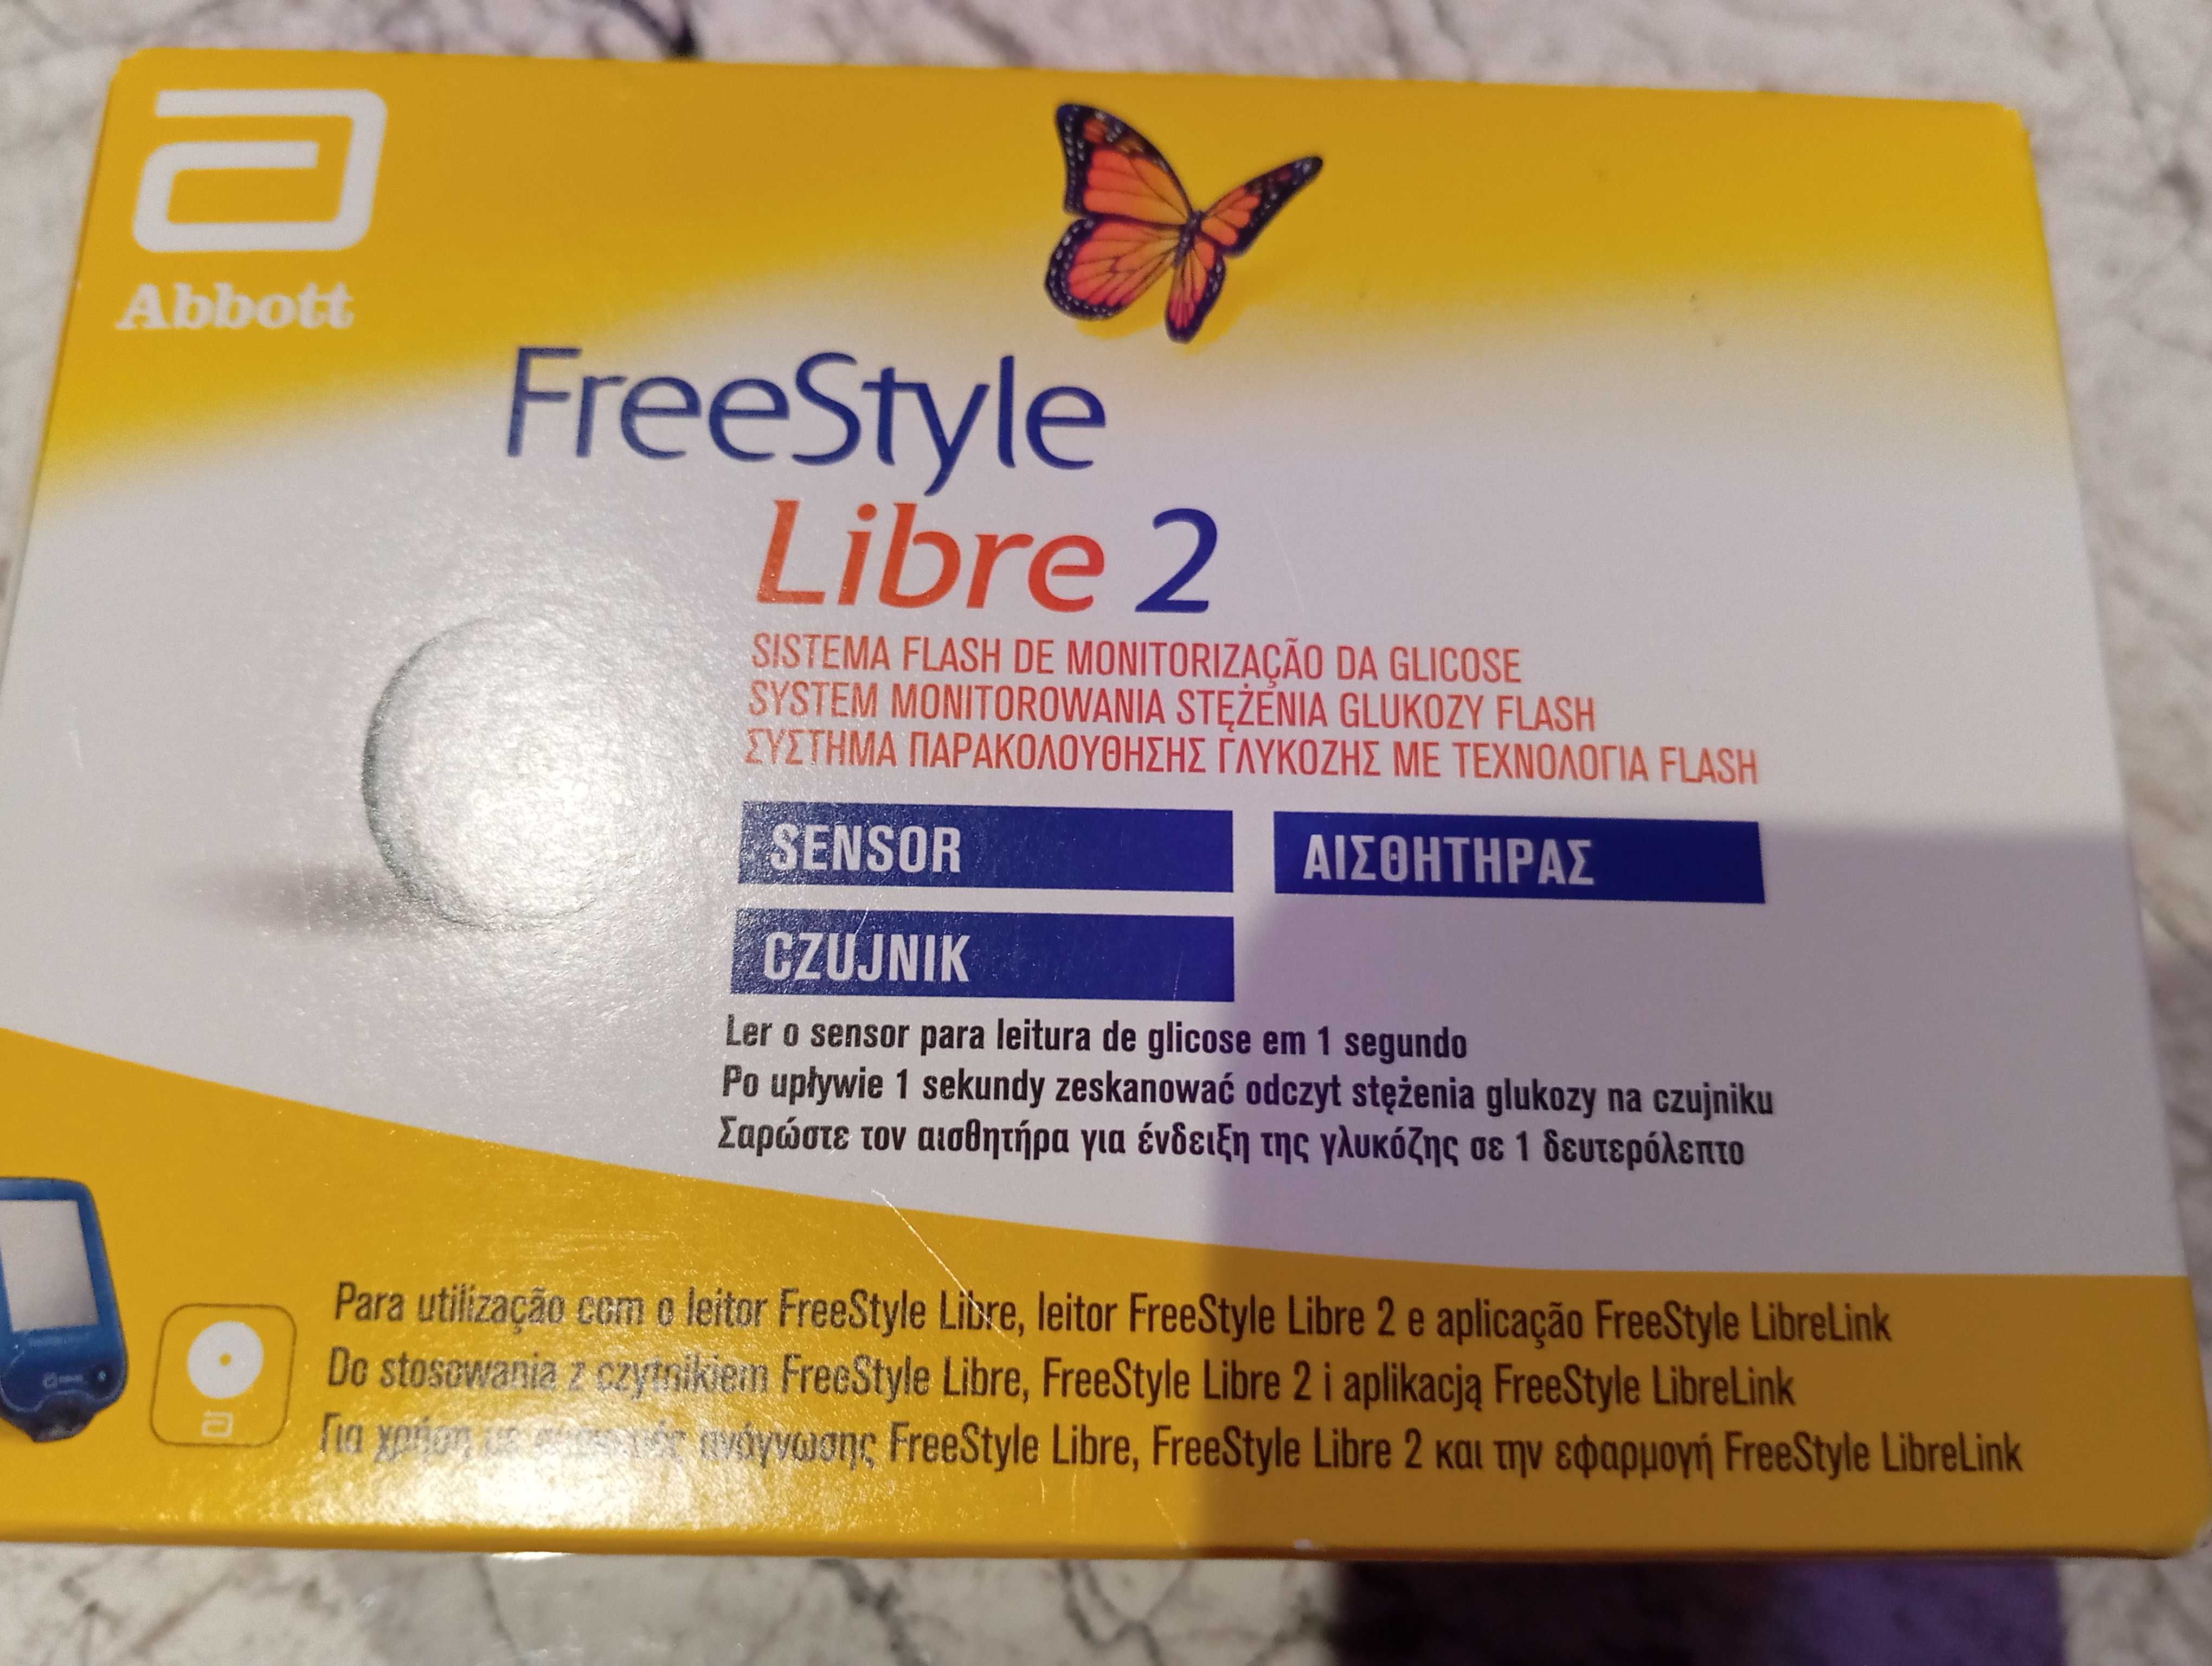 Abbott
FreeStyle
Libre 2
SISTEMA FLASH DE MONITORIZAÇÃO DA GLICOSE
SYSTEM MONITOROWANIA STĘŻENIA GLUKOZY FLASH
ΣΥΣΤΗΜΑ ΠΑΡΑΚΟΛΟΥΘΗΣΗΣ ΓΛΥΚΟΖΗΣ ΜΕ ΤΕΧΝΟΛΟΓΙΑ FLASH
SENSOR
ΑΙΣΘΗΤΗΡΑΣ
CZUJNIK
Ler o sensor para leitura de glicose em 1 segundo
Po upływie 1 sekundy zeskanować odczyt stężenia glukozy na czujniku
Σαρώστε τον αισθητήρα για ένδειξη της γλυκόζης σε 1 δευτερόλεπτο
Para utilização com o leitor FreeStyle Libre, leitor FreeStyle Libre 2 e aplicação FreeStyle LibreLink
Do stosowania z czytnikiem FreeStyle Libre, FreeStyle Libre 2 i aplikacją FreeStyle LibreLink
Για χρήση με ανάγνωσης FreeStyle Libre, FreeStyle Libre 2 και την εφαρμογή FreeStyle LibreLink